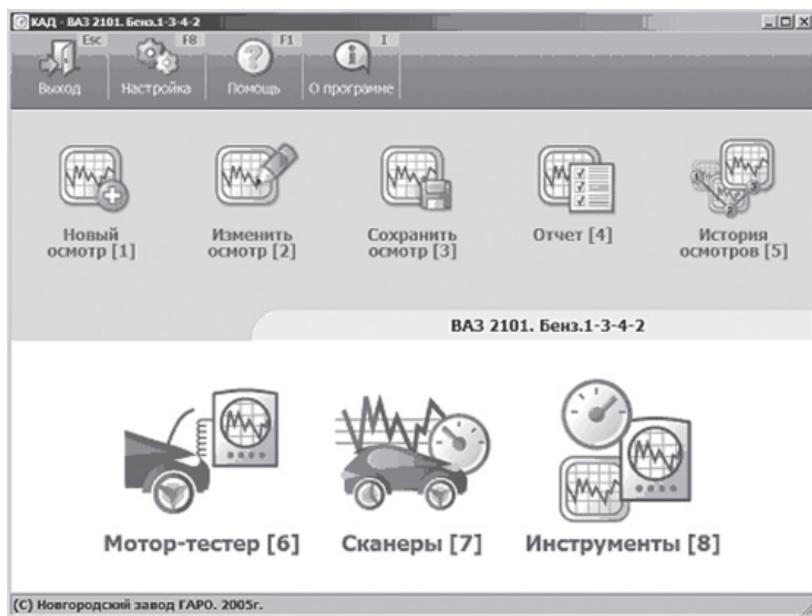 КАД - ВАЗ 2101. Бенз.1-3-4-2
Esc F8 F1 I
Выход Настройка Помощь О программе
Новый осмотр [1]
Изменить осмотр [2]
Сохранить осмотр [3]
Отчет [4]
История осмотров [5]
ВАЗ 2101. Бенз.1-3-4-2
Мотор-тестер [6] Сканеры [7] Инструменты [8]
(C) Новгородский завод ГАРО. 2005г.